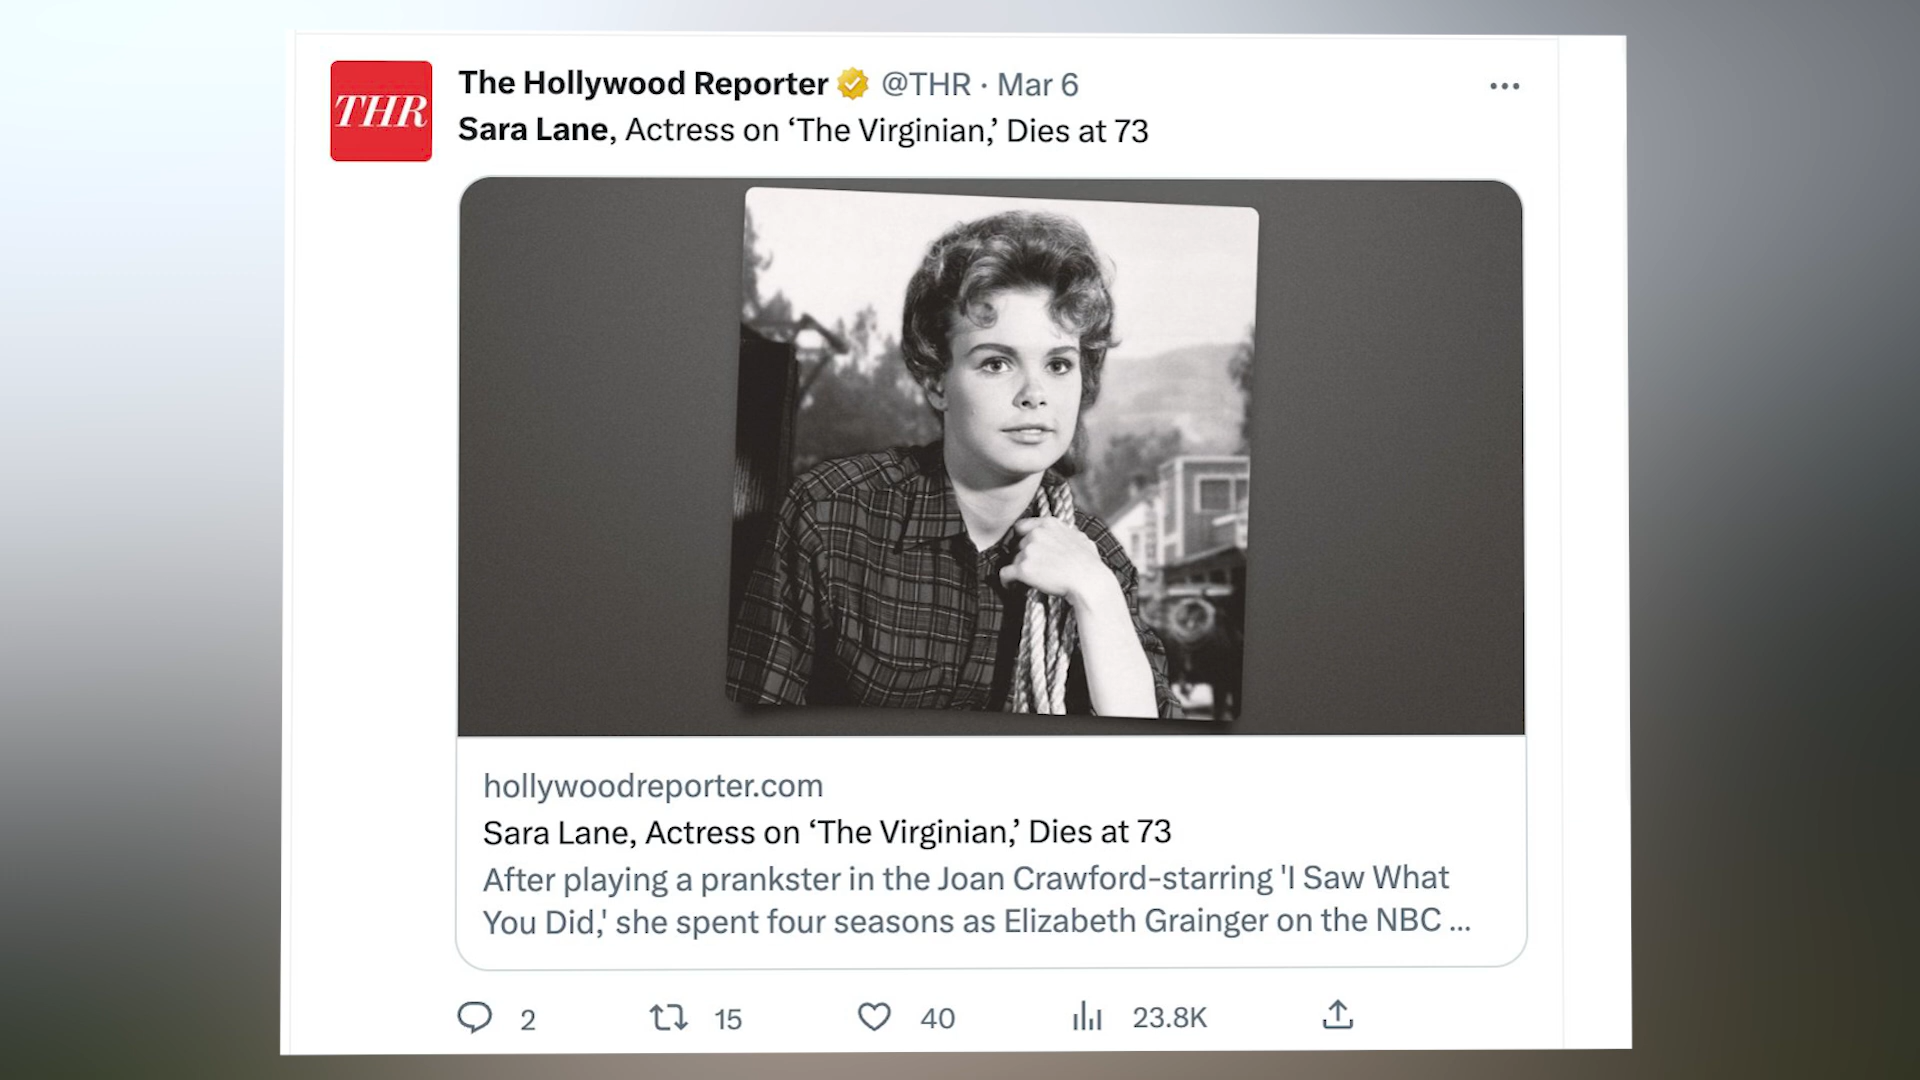 THR
The Hollywood Reporter @THR · Mar 6
Sara Lane, Actress on ‘The Virginian,’ Dies at 73
hollywoodreporter.com
Sara Lane, Actress on ‘The Virginian,’ Dies at 73
After playing a prankster in the Joan Crawford-starring 'I Saw What
You Did,' she spent four seasons as Elizabeth Grainger on the NBC ...
2 15 40 23.8K